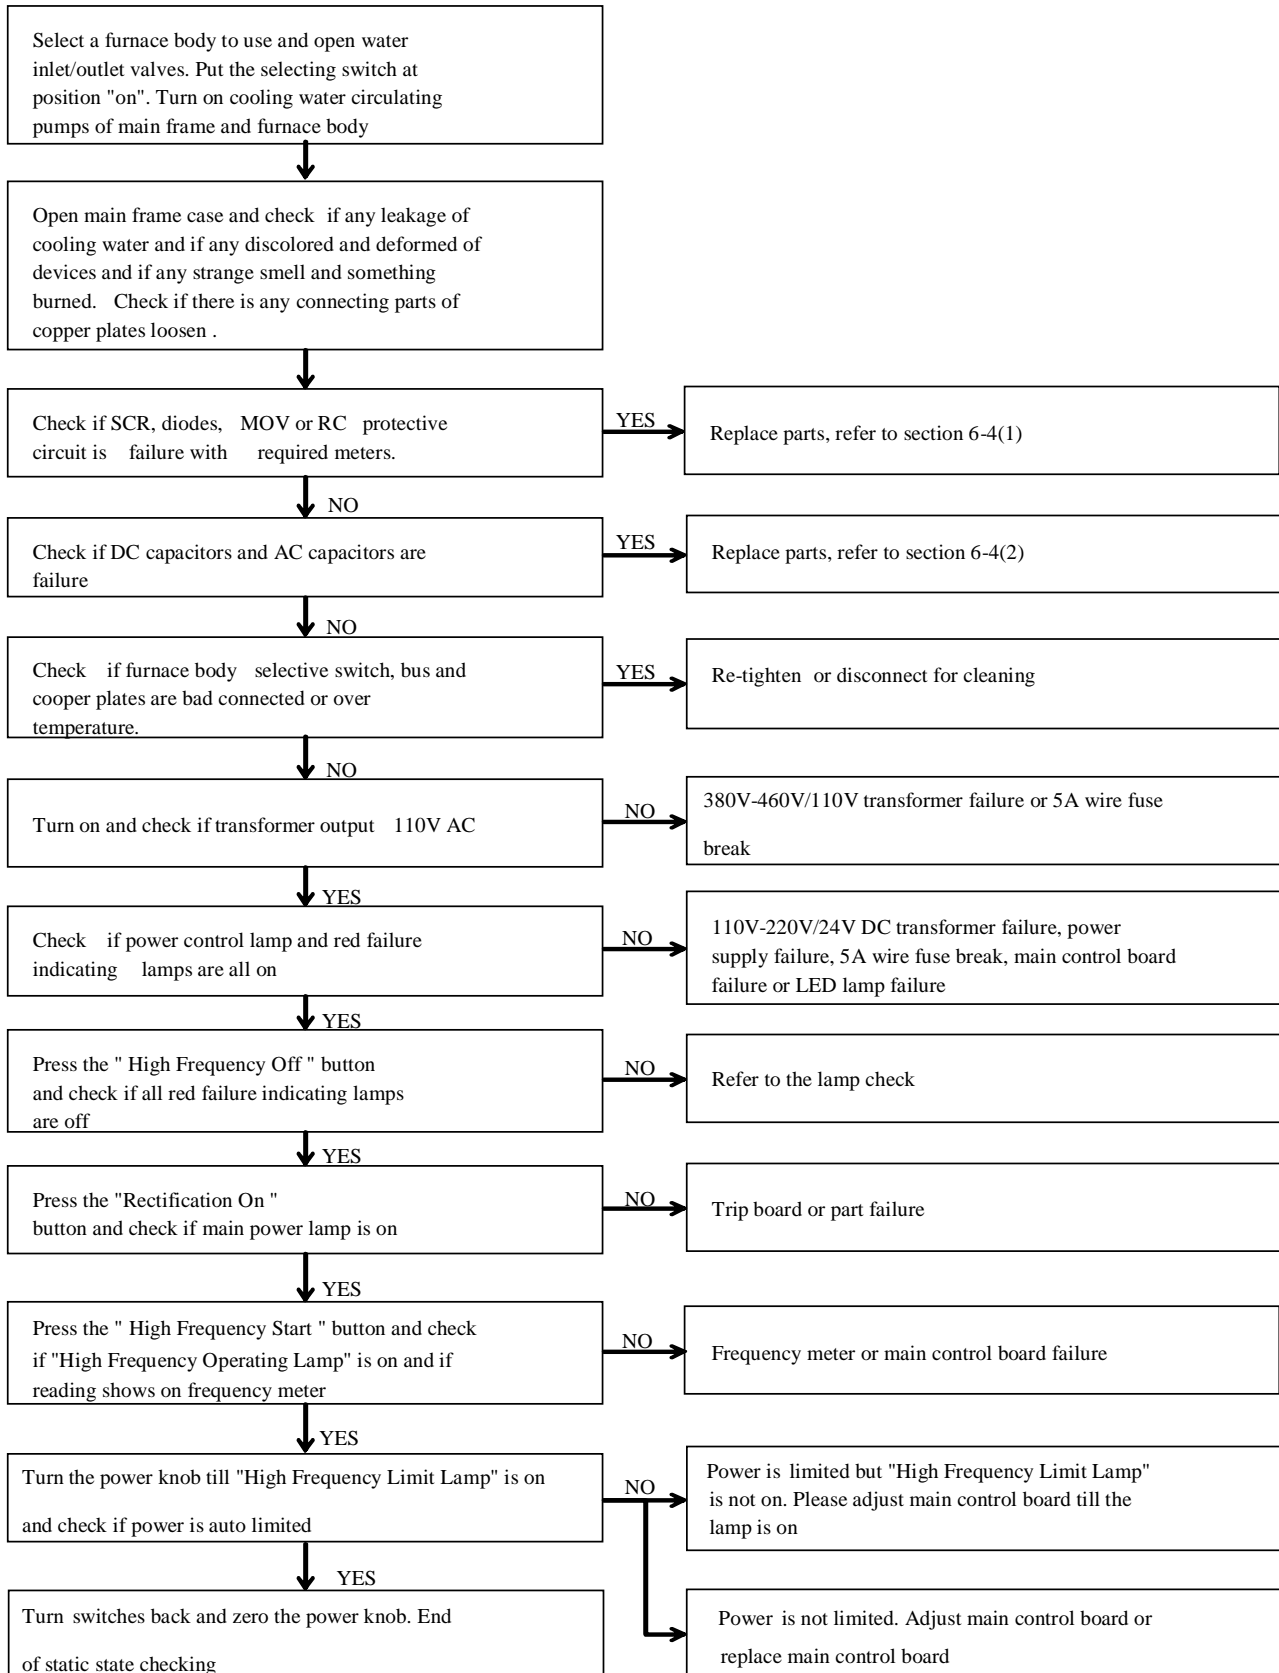 Select a furnace body to use and open water
inlet/outlet valves. Put the selecting switch at
position "on". Turn on cooling water circulating
pumps of main frame and furnace body
Open main frame case and check if any leakage of
cooling water and if any discolored and deformed of
devices and if any strange smell and something
burned. Check if there is any connecting parts of
copper plates loosen .
Check if SCR, diodes, MOV or RC protective
circuit is failure with required meters.
YES
Replace parts, refer to section 6-4(1)
NO
Check if DC capacitors and AC capacitors are
failure
YES
Replace parts, refer to section 6-4(2)
NO
Check if furnace body selective switch, bus and
cooper plates are bad connected or over
temperature.
YES
Re-tighten or disconnect for cleaning
NO
Turn on and check if transformer output 110V AC
NO
380V-460V/110V transformer failure or 5A wire fuse
break
YES
Check if power control lamp and red failure
indicating lamps are all on
NO
110V-220V/24V DC transformer failure, power
supply failure, 5A wire fuse break, main control board
failure or LED lamp failure
YES
Press the " High Frequency Off " button
and check if all red failure indicating lamps
are off
NO
Refer to the lamp check
YES
Press the "Rectification On "
button and check if main power lamp is on
NO
Trip board or part failure
YES
Press the " High Frequency Start " button and check
if "High Frequency Operating Lamp" is on and if
reading shows on frequency meter
NO
Frequency meter or main control board failure
YES
Turn the power knob till "High Frequency Limit Lamp" is on
and check if power is auto limited
NO
Power is limited but "High Frequency Limit Lamp"
is not on. Please adjust main control board till the
lamp is on
YES
Turn switches back and zero the power knob. End
of static state checking
Power is not limited. Adjust main control board or
replace main control board